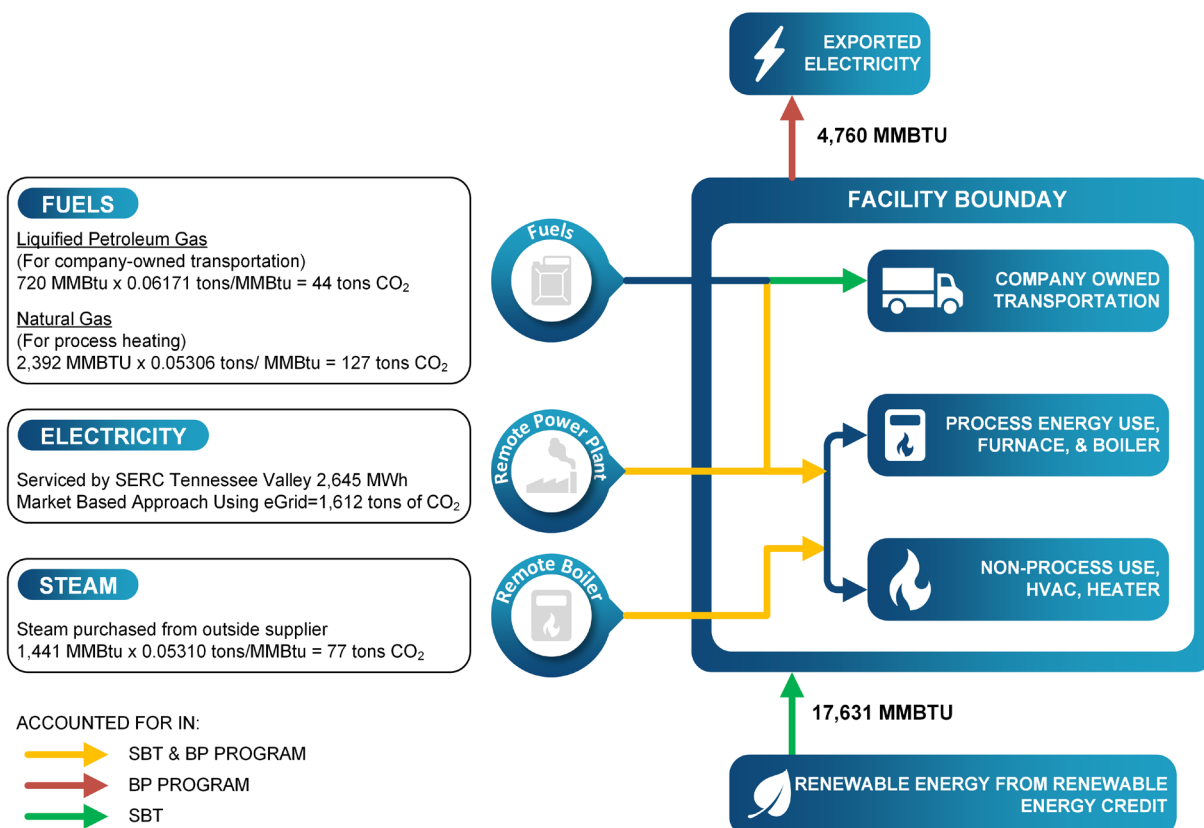 EXPORTED
ELECTRICITY
4,760 MMBTU
FUELS
Liquified Petroleum Gas
(For company-owned transportation)
720 MMBtu x 0.06171 tons/MMBtu = 44 tons CO₂
Natural Gas
(For process heating)
2,392 MMBTU x 0.05306 tons/ MMBtu = 127 tons CO₂
Fuels
FACILITY BOUNDAY
COMPANY OWNED
TRANSPORTATION
ELECTRICITY
Serviced by SERC Tennessee Valley 2,645 MWh
Market Based Approach Using eGrid=1,612 tons of CO₂
Remote Power Plant
PROCESS ENERGY USE,
FURNACE, & BOILER
STEAM
Steam purchased from outside supplier
1,441 MMBtu x 0.05310 tons/MMBtu = 77 tons CO₂
Remote Boiler
NON-PROCESS USE,
HVAC, HEATER
17,631 MMBTU
ACCOUNTED FOR IN:
SBT & BP PROGRAM
BP PROGRAM
SBT
RENEWABLE ENERGY FROM RENEWABLE
ENERGY CREDIT